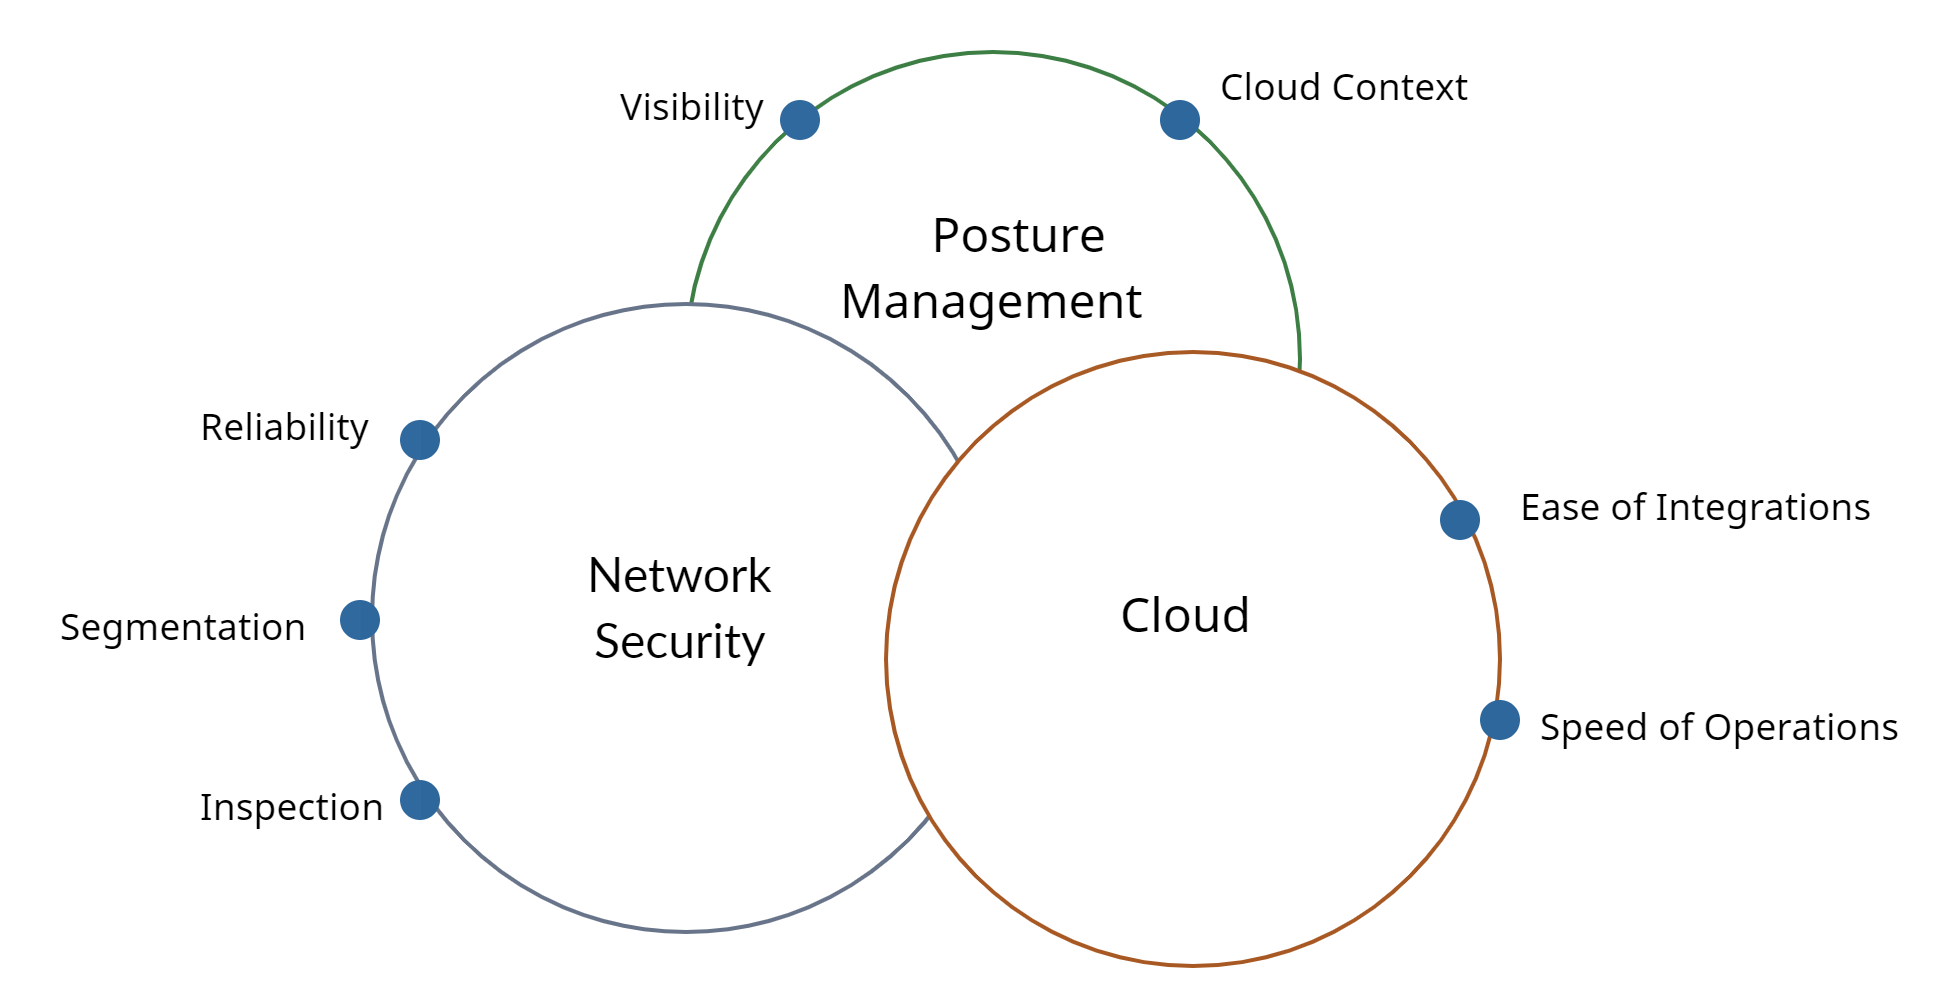 Visibility
Cloud Context
Posture
Management
Reliability
Segmentation
Inspection
Network
Security
Cloud
Ease of Integrations
Speed of Operations